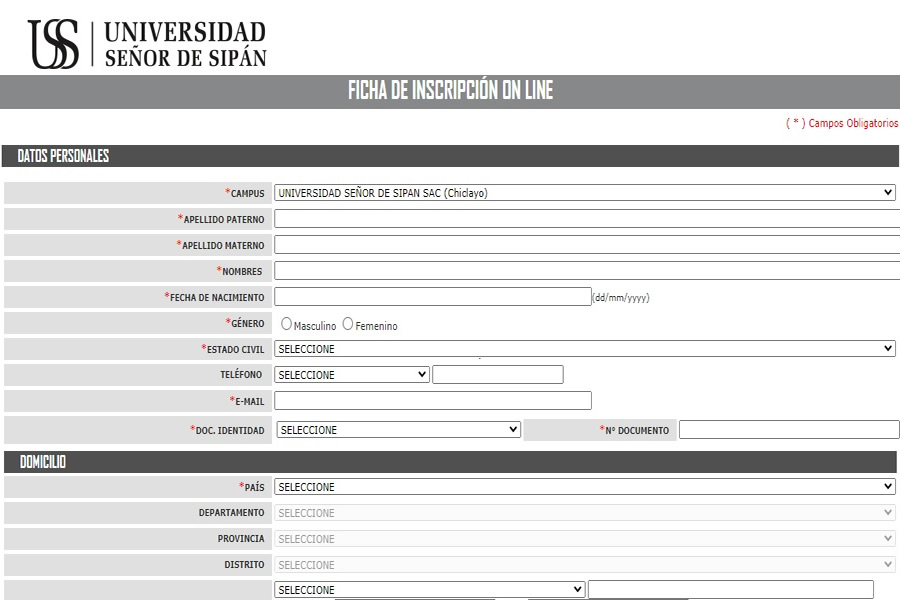 USS UNIVERSIDAD
SEÑOR DE SIPÁN
FICHA DE INSCRIPCIÓN ON LINE
( * ) Campos Obligatorios
DATOS PERSONALES
*CAMPUS UNIVERSIDAD SEÑOR DE SIPAN SAC (Chiclayo)
*APELLIDO PATERNO
*APELLIDO MATERNO
*NOMBRES
*FECHA DE NACIMIENTO (dd/mm/yyyy)
*GÉNERO Masculino Femenino
*ESTADO CIVIL SELECCIONE
TELÉFONO SELECCIONE
*E-MAIL
*DOC. IDENTIDAD SELECCIONE *Nº DOCUMENTO
DOMICILIO
*PAÍS SELECCIONE
DEPARTAMENTO SELECCIONE
PROVINCIA SELECCIONE
DISTRITO SELECCIONE
SELECCIONE